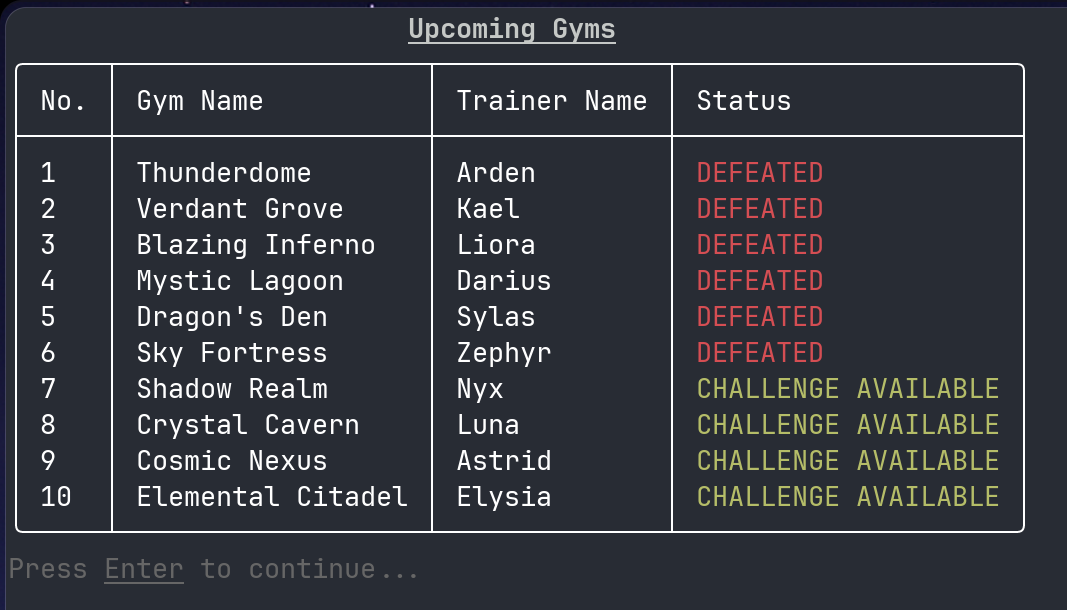 Upcoming Gyms
No. Gym Name Trainer Name Status
1 Thunderdome Arden DEFEATED
2 Verdant Grove Kael DEFEATED
3 Blazing Inferno Liora DEFEATED
4 Mystic Lagoon Darius DEFEATED
5 Dragon's Den Sylas DEFEATED
6 Sky Fortress Zephyr DEFEATED
7 Shadow Realm Nyx CHALLENGE AVAILABLE
8 Crystal Cavern Luna CHALLENGE AVAILABLE
9 Cosmic Nexus Astrid CHALLENGE AVAILABLE
10 Elemental Citadel Elysia CHALLENGE AVAILABLE
Press Enter to continue...